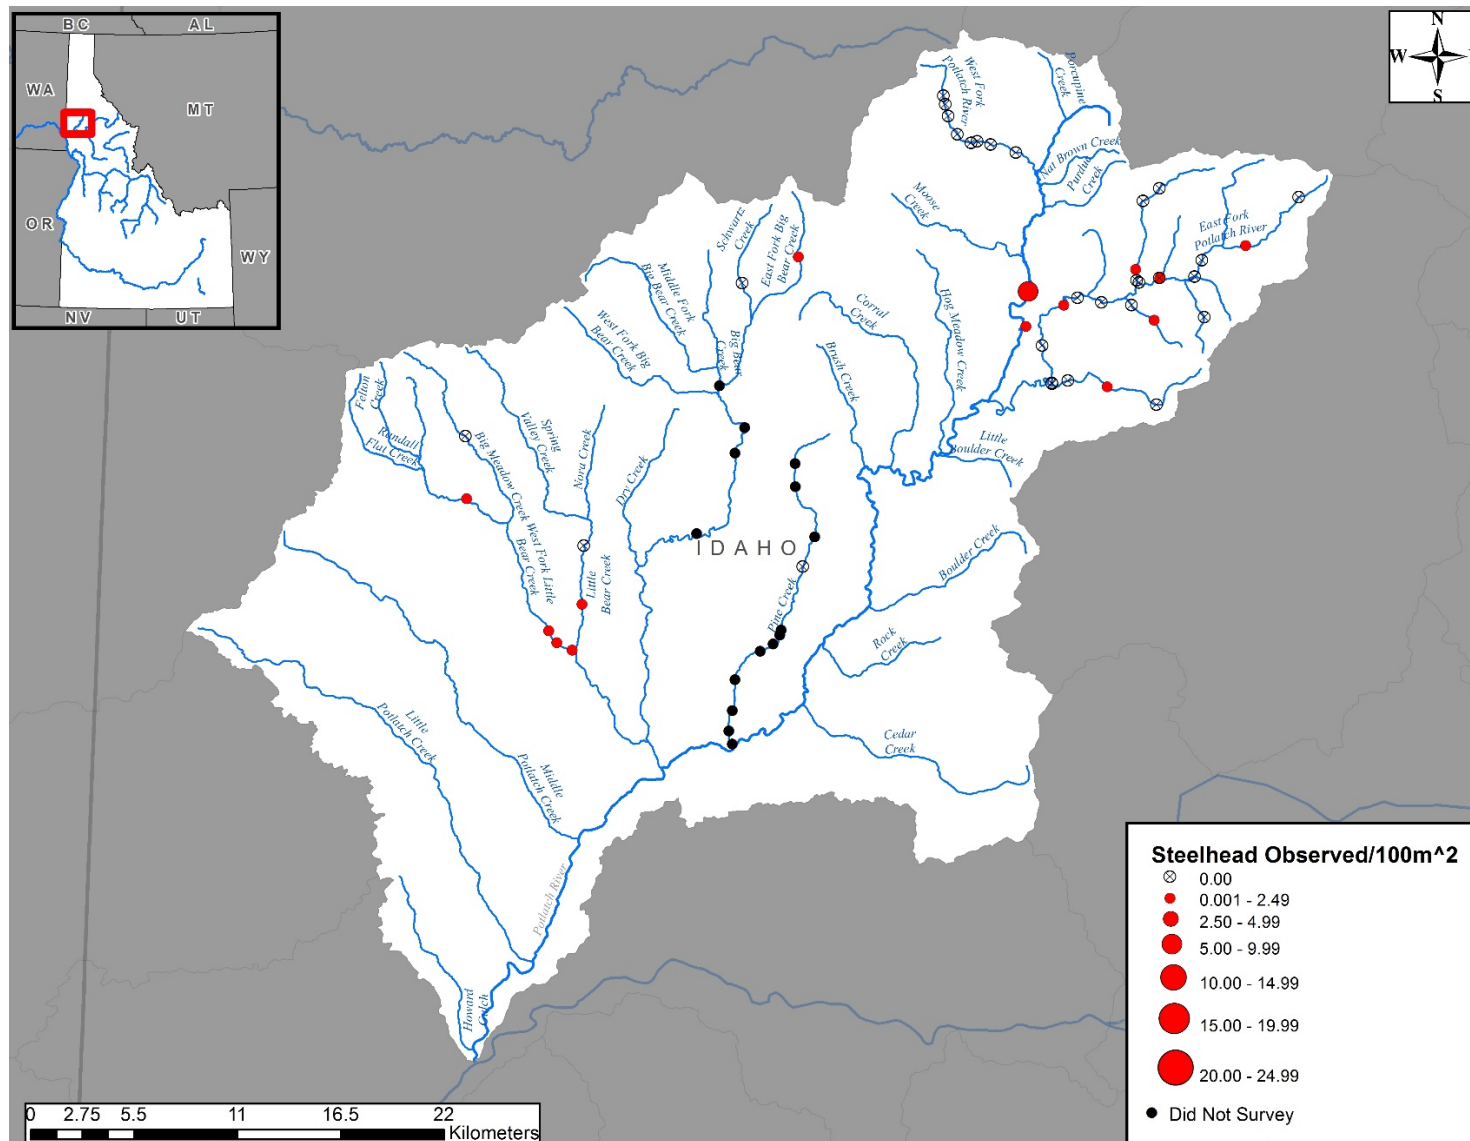 BC
AL
WA
MT
OR
WY
NV
UT
N
W
S
West Fork
Potlatch River
Porcupine
Creek
Nat Brown Creek
Purdue
Creek
Moose
Creek
East Fork
Potlatch River
Schwartz
Creek
East Fork Big
Bear Creek
Middle Fork
Big Bear Creek
West Fork Big
Bear Creek
Big Bear
Creek
Corral
Creek
Hog Meadow Creek
Brush Creek
Felton
Creek
Randall
Flat Creek
Big Meadow Creek
Spring
Valley Creek
Nora Creek
Dry Creek
Little
Boulder Creek
West Fork Little
Bear Creek
Little
Bear Creek
IDAHO
Pine Creek
Boulder Creek
Rock
Creek
Cedar
Creek
Little
Potlatch Creek
Middle
Potlatch Creek
Potlatch River
Howard
Gulch
Steelhead Observed/100m^2
0.00
0.001 - 2.49
2.50 - 4.99
5.00 - 9.99
10.00 - 14.99
15.00 - 19.99
20.00 - 24.99
Did Not Survey
0 2.75 5.5 11 16.5 22
Kilometers